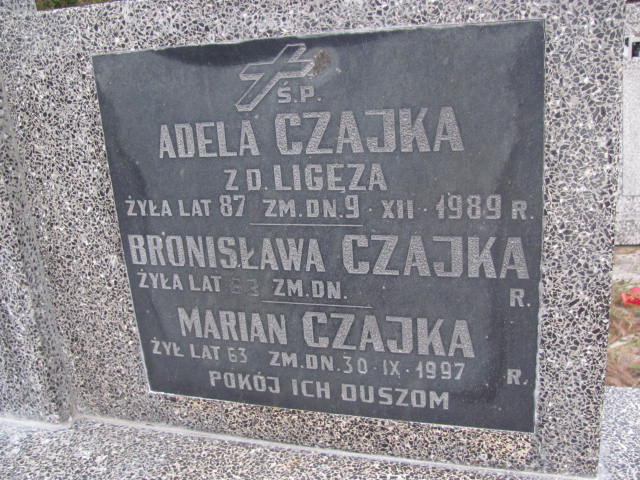 Ś.P.
ADELA CZAJKA
Z D. LIGĘZA
ŻYŁA LAT 87 ZM. DN. 9 · XII · 1989 R.
BRONISŁAWA CZAJKA
ŻYŁA LAT ZM. DN. R.
MARIAN CZAJKA
ŻYŁ LAT 63 ZM. DN. 30 · IX · 1997 R.
POKÓJ ICH DUSZOM